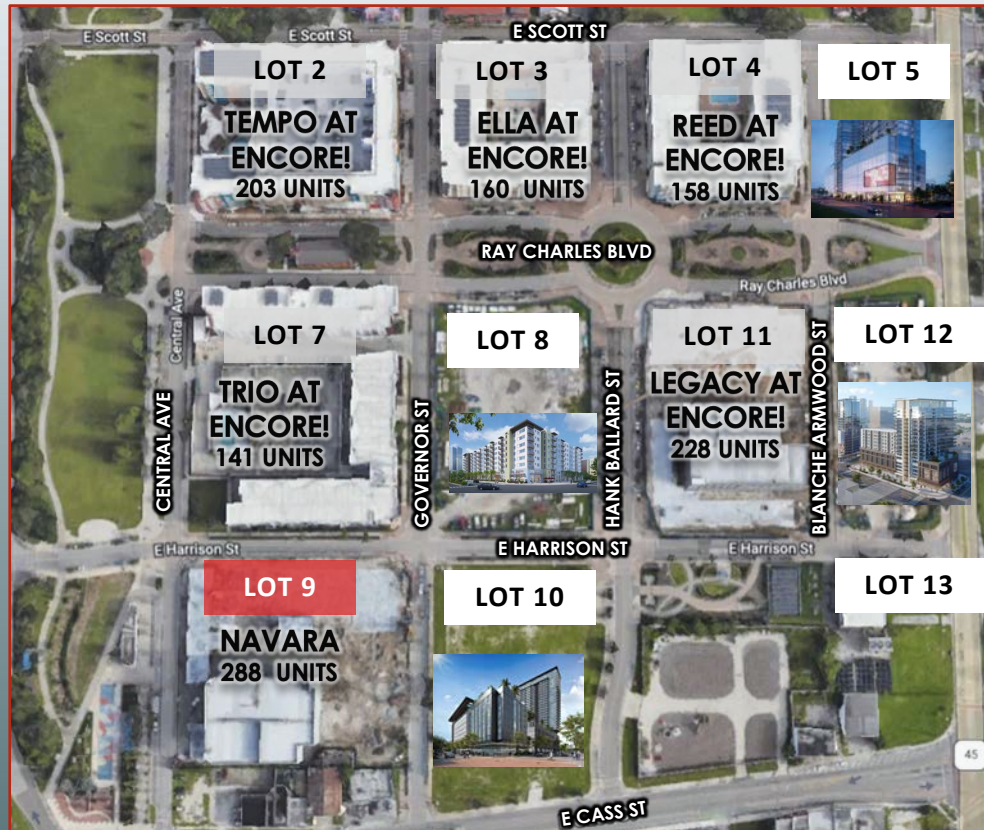 E SCOTT ST
E Scott St
E Scott St
LOT 2
TEMPO AT
ENCORE!
203 UNITS
LOT 3
ELLA AT
ENCORE!
160 UNITS
LOT 4
REED AT
ENCORE!
158 UNITS
LOT 5
RAY CHARLES BLVD
Ray Charles Blvd
Central Ave
CENTRAL AVE
LOT 7
TRIO AT
ENCORE!
141 UNITS
GOVERNOR ST
LOT 8
HANK BALLARD ST
LOT 11
LEGACY AT
ENCORE!
228 UNITS
BLANCHE ARMWOOD ST
LOT 12
E Harrison St
E HARRISON ST
E Harrison St
LOT 9
NAVARA
288 UNITS
LOT 10
LOT 13
45
E CASS ST